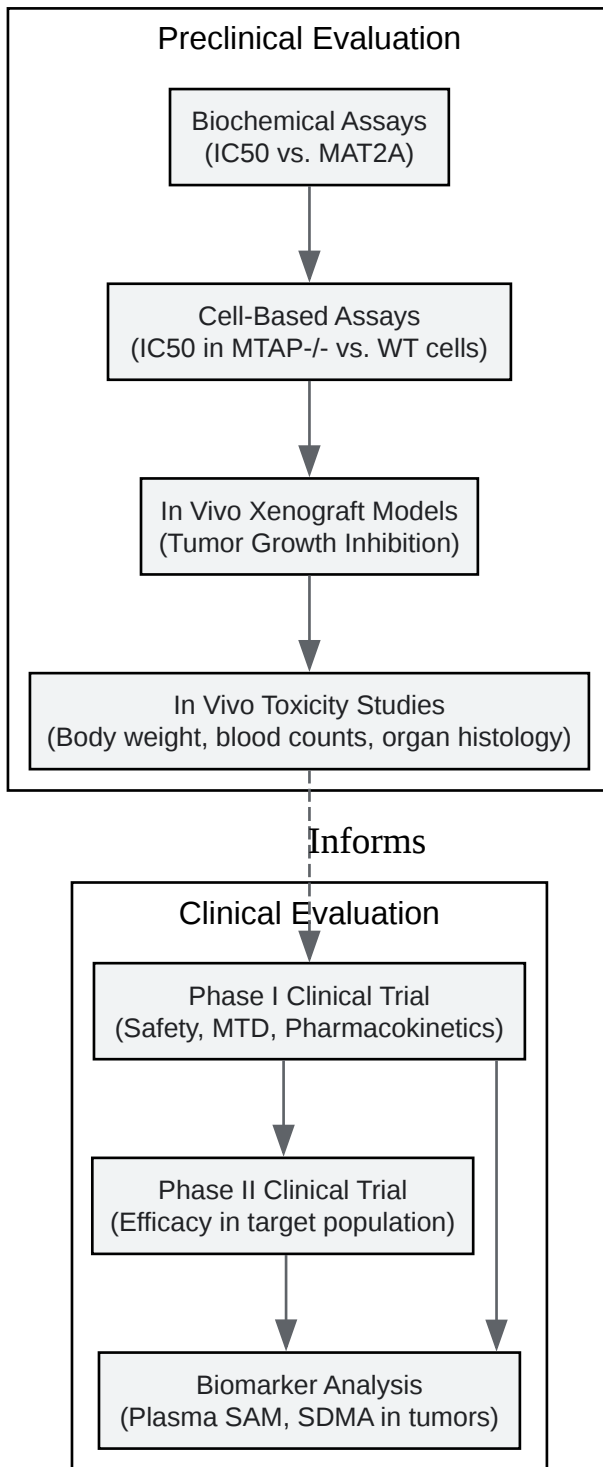 Preclinical Evaluation
Biochemical Assays
(IC50 vs. MAT2A)
Cell-Based Assays
(IC50 in MTAP-/- vs. WT cells)
In Vivo Xenograft Models
(Tumor Growth Inhibition)
In Vivo Toxicity Studies
(Body weight, blood counts, organ histology)
Informs
Clinical Evaluation
Phase I Clinical Trial
(Safety, MTD, Pharmacokinetics)
Phase II Clinical Trial
(Efficacy in target population)
Biomarker Analysis
(Plasma SAM, SDMA in tumors)